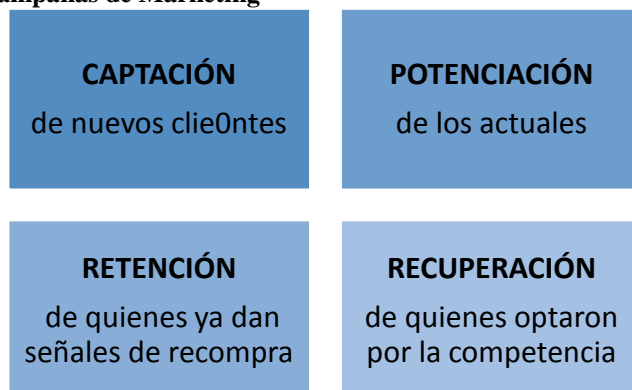 de Marketing
CAPTACIÓN
de nuevos clie0ntes
POTENCIACIÓN
de los actuales
RETENCIÓN
de quienes ya dan
señales de recompra
RECUPERACIÓN
de quienes optaron
por la competencia